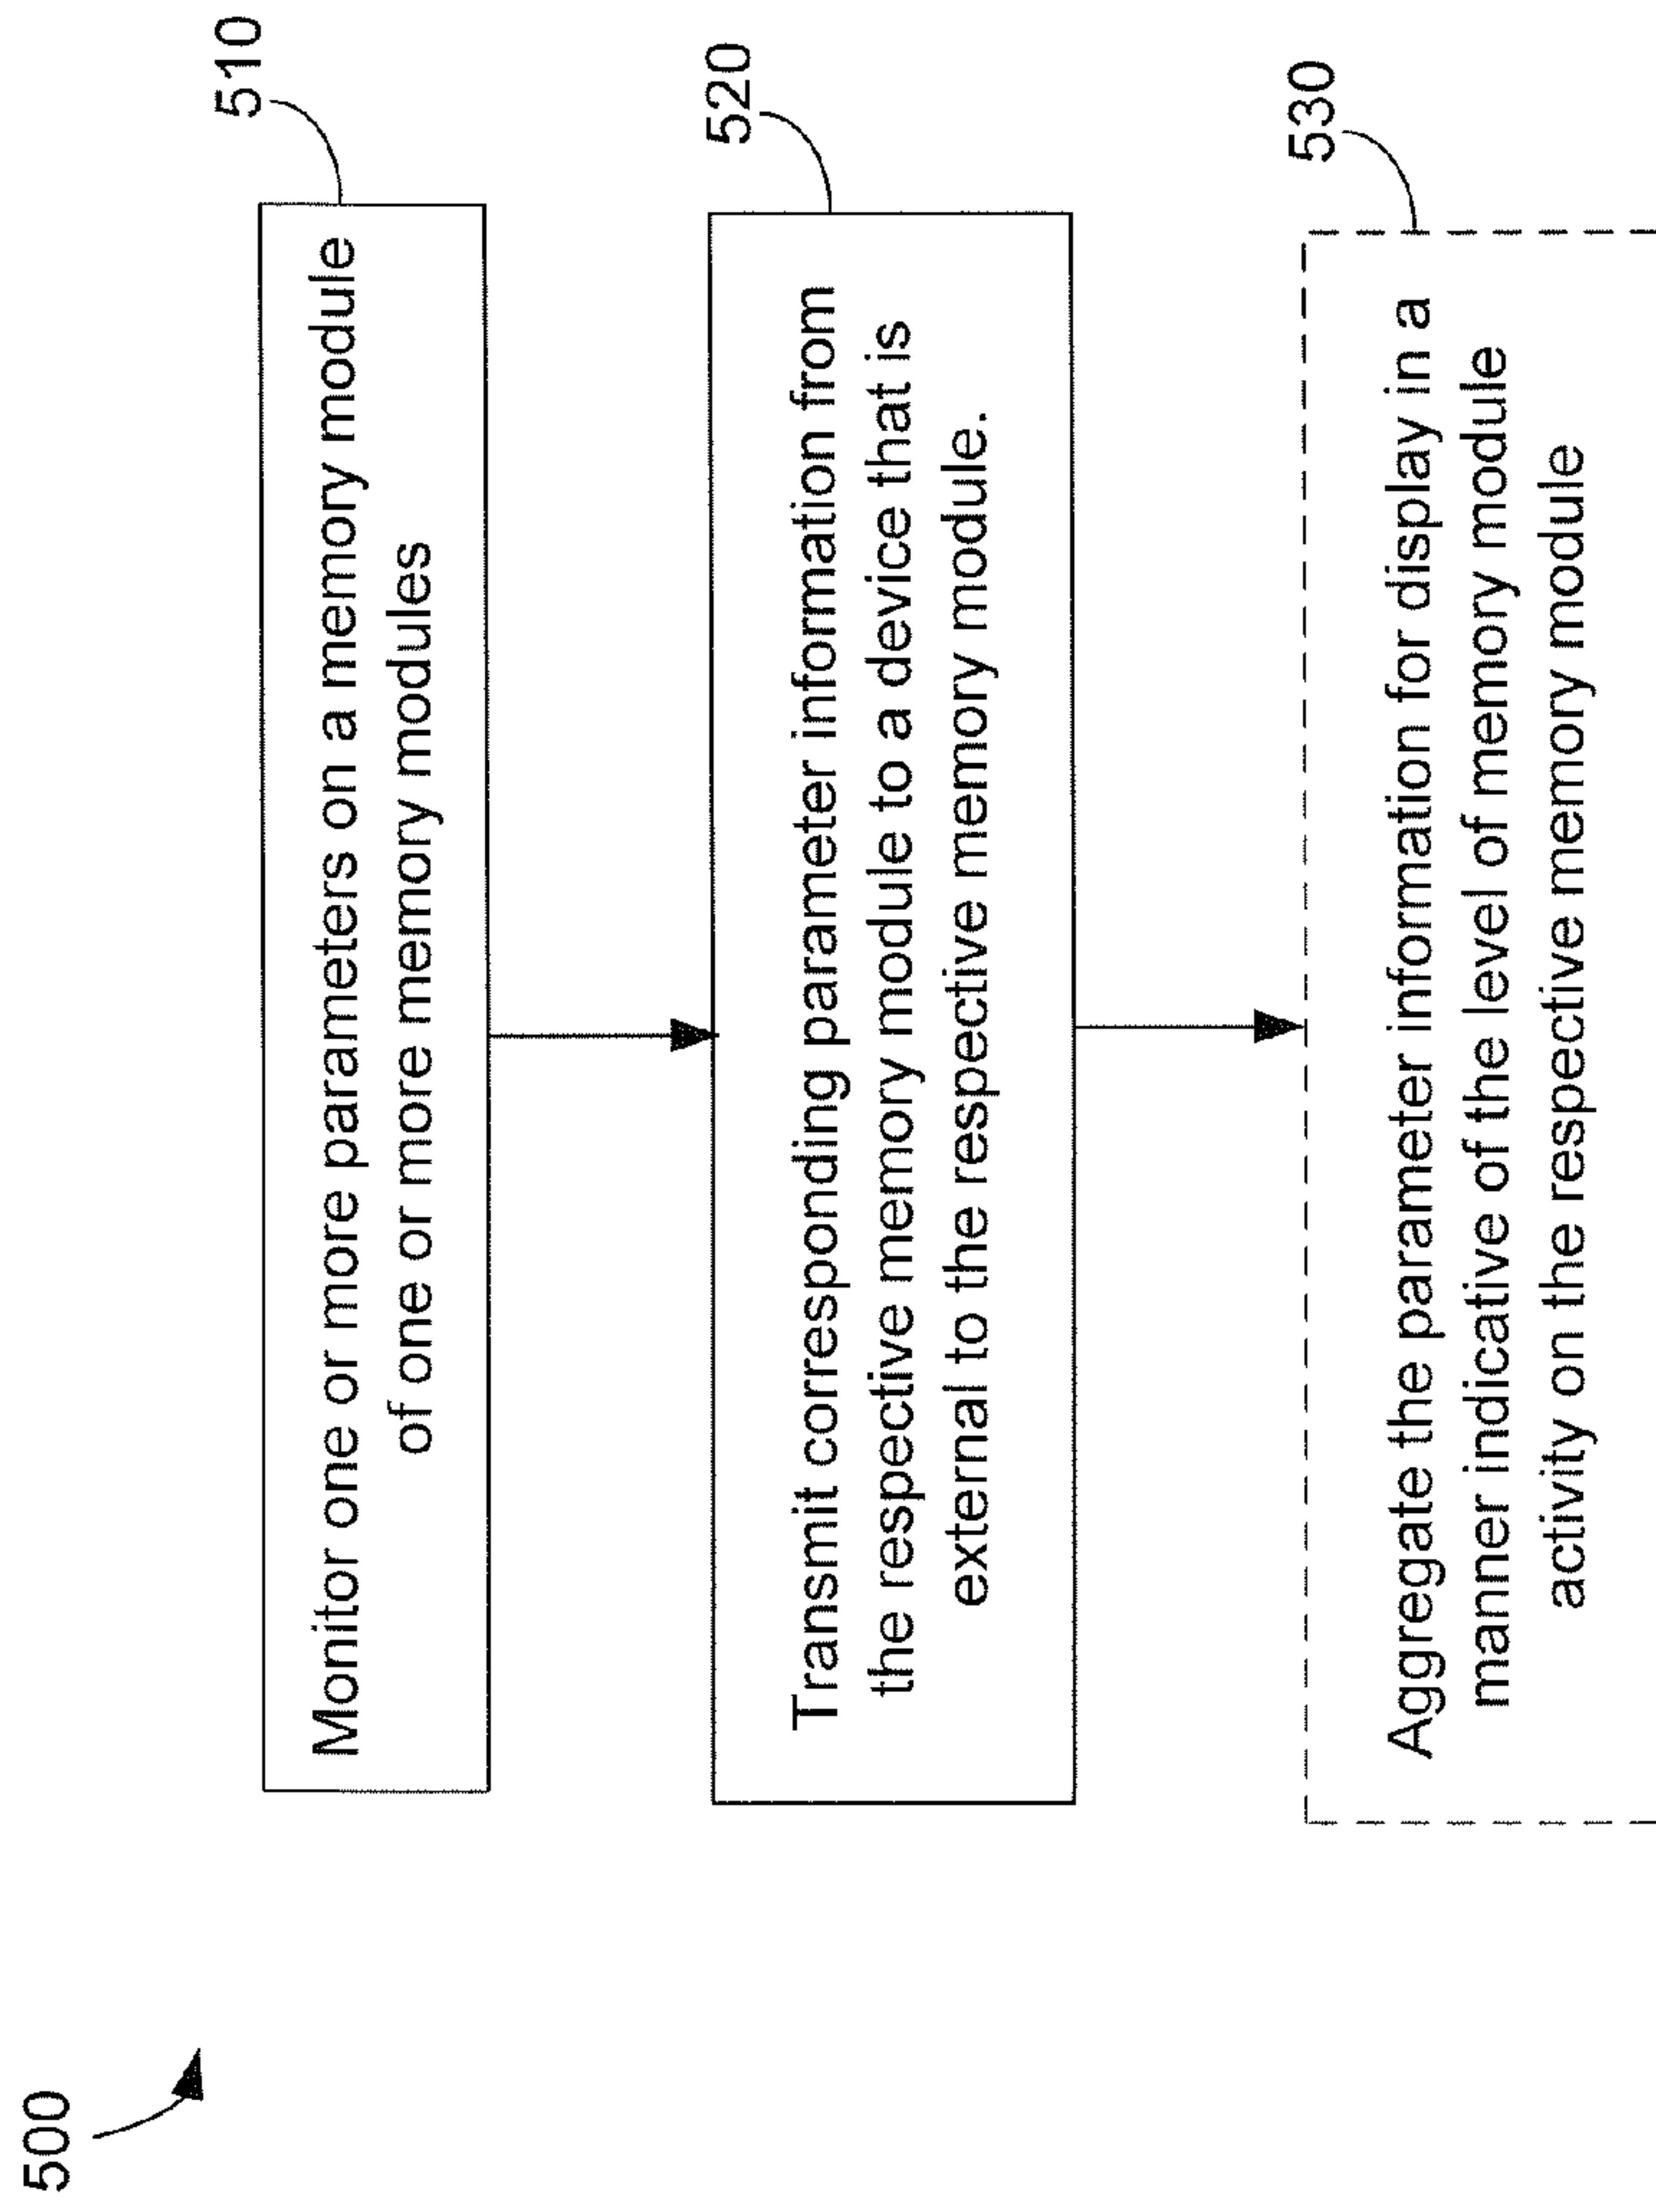 500
510
Monitor one or more parameters on a memory module
of one or more memory modules
520
Transmit corresponding parameter information from
the respective memory module to a device that is
external to the respective memory module.
530
Aggregate the parameter information for display in a
manner indicative of the level of memory module
activity on the respective memory module